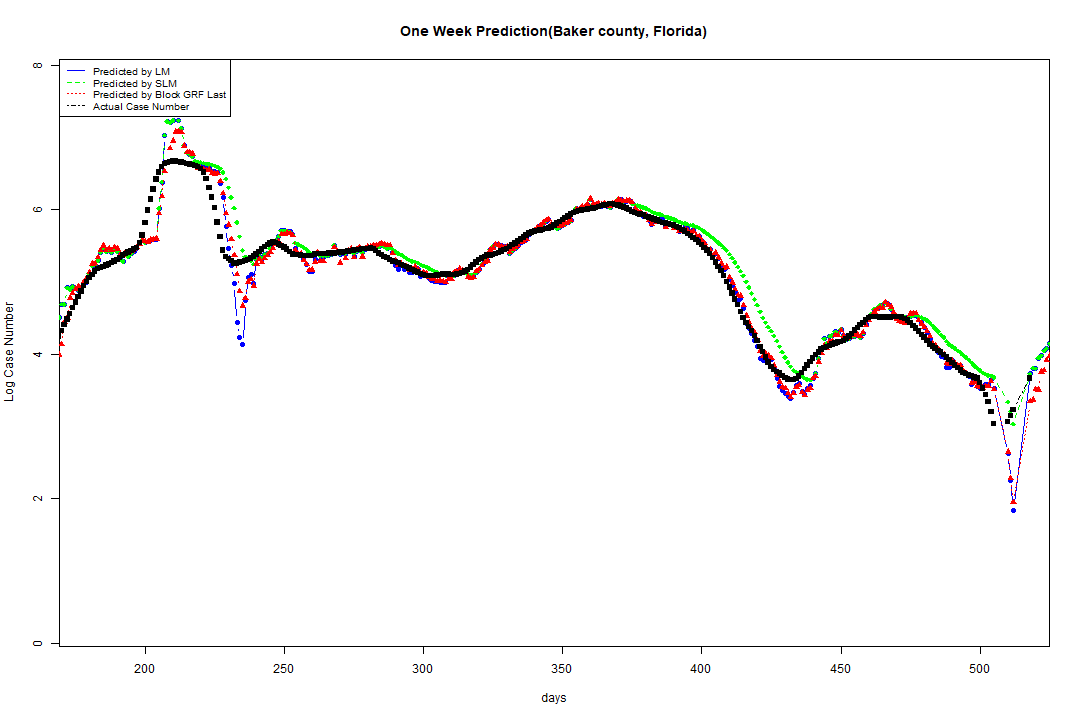 One Week Prediction(Baker county, Florida)
Predicted by LM
Predicted by SLM
Predicted by Block GRF Last
Actual Case Number
Log Case Number
8
6
4
2
0
200 250 300 350 400 450 500
days